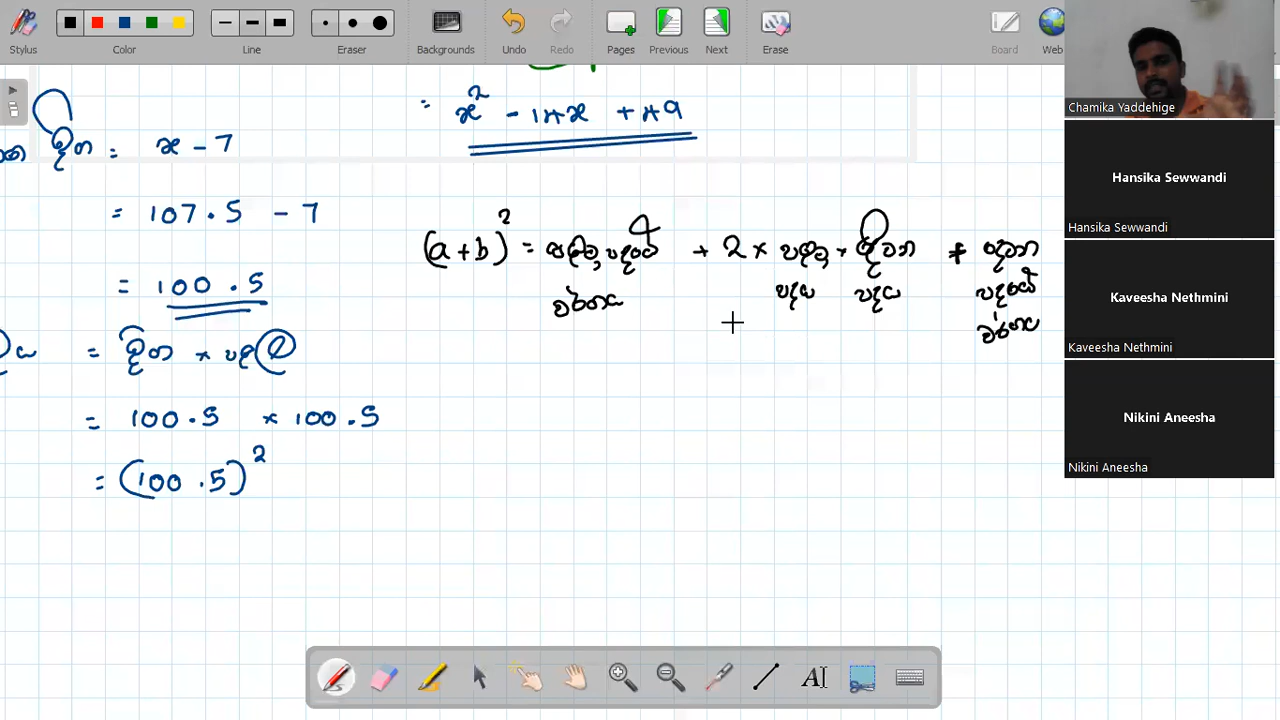 Stylus Color Line Eraser Backgrounds Undo Redo Pages Previous Next Erase Board Web
= x² - 14x + 49
දිග = x - 7
= 107.5 - 7
= 100.5
= දිග × පළල
= 100.5 × 100.5
= (100.5)²
(a+b)² = පළමු පදයේ + 2 × පළමු × දෙවන + දෙවන
වර්ගය පදය පදය පදයේ
වර්ගය
Chamika Yaddehige
Hansika Sewwandi
Hansika Sewwandi
Kaveesha Nethmini
Kaveesha Nethmini
Nikini Aneesha
Nikini Aneesha